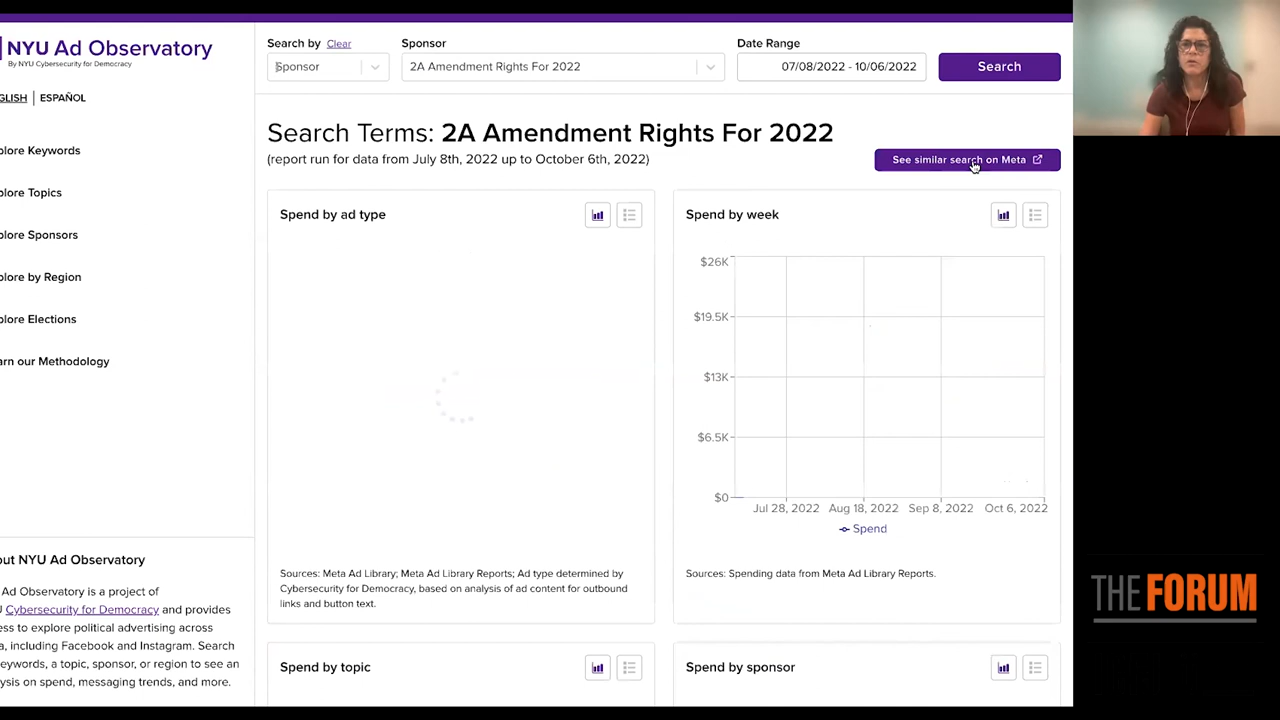 NYU Ad Observatory
By NYU Cybersecurity for Democracy
GLISH | ESPAÑOL
plore Keywords
plore Topics
plore Sponsors
plore by Region
plore Elections
arn our Methodology
out NYU Ad Observatory
Ad Observatory is a project of
U Cybersecurity for Democracy and provides
ess to explore political advertising across
a, including Facebook and Instagram. Search
eywords, a topic, sponsor, or region to see an
ysis on spend, messaging trends, and more.
Search by Clear
Sponsor
Sponsor
2A Amendment Rights For 2022
Date Range
07/08/2022 - 10/06/2022
Search
Search Terms: 2A Amendment Rights For 2022
(report run for data from July 8th, 2022 up to October 6th, 2022)
See similar search on Meta
Spend by ad type
Sources: Meta Ad Library; Meta Ad Library Reports; Ad type determined by
Cybersecurity for Democracy, based on analysis of ad content for outbound
links and button text.
Spend by week
$26K
$19.5K
$13K
$6.5K
$0
Jul 28, 2022 Aug 18, 2022 Sep 8, 2022 Oct 6, 2022
Spend
Sources: Spending data from Meta Ad Library Reports.
Spend by topic
Spend by sponsor
THE FORUM